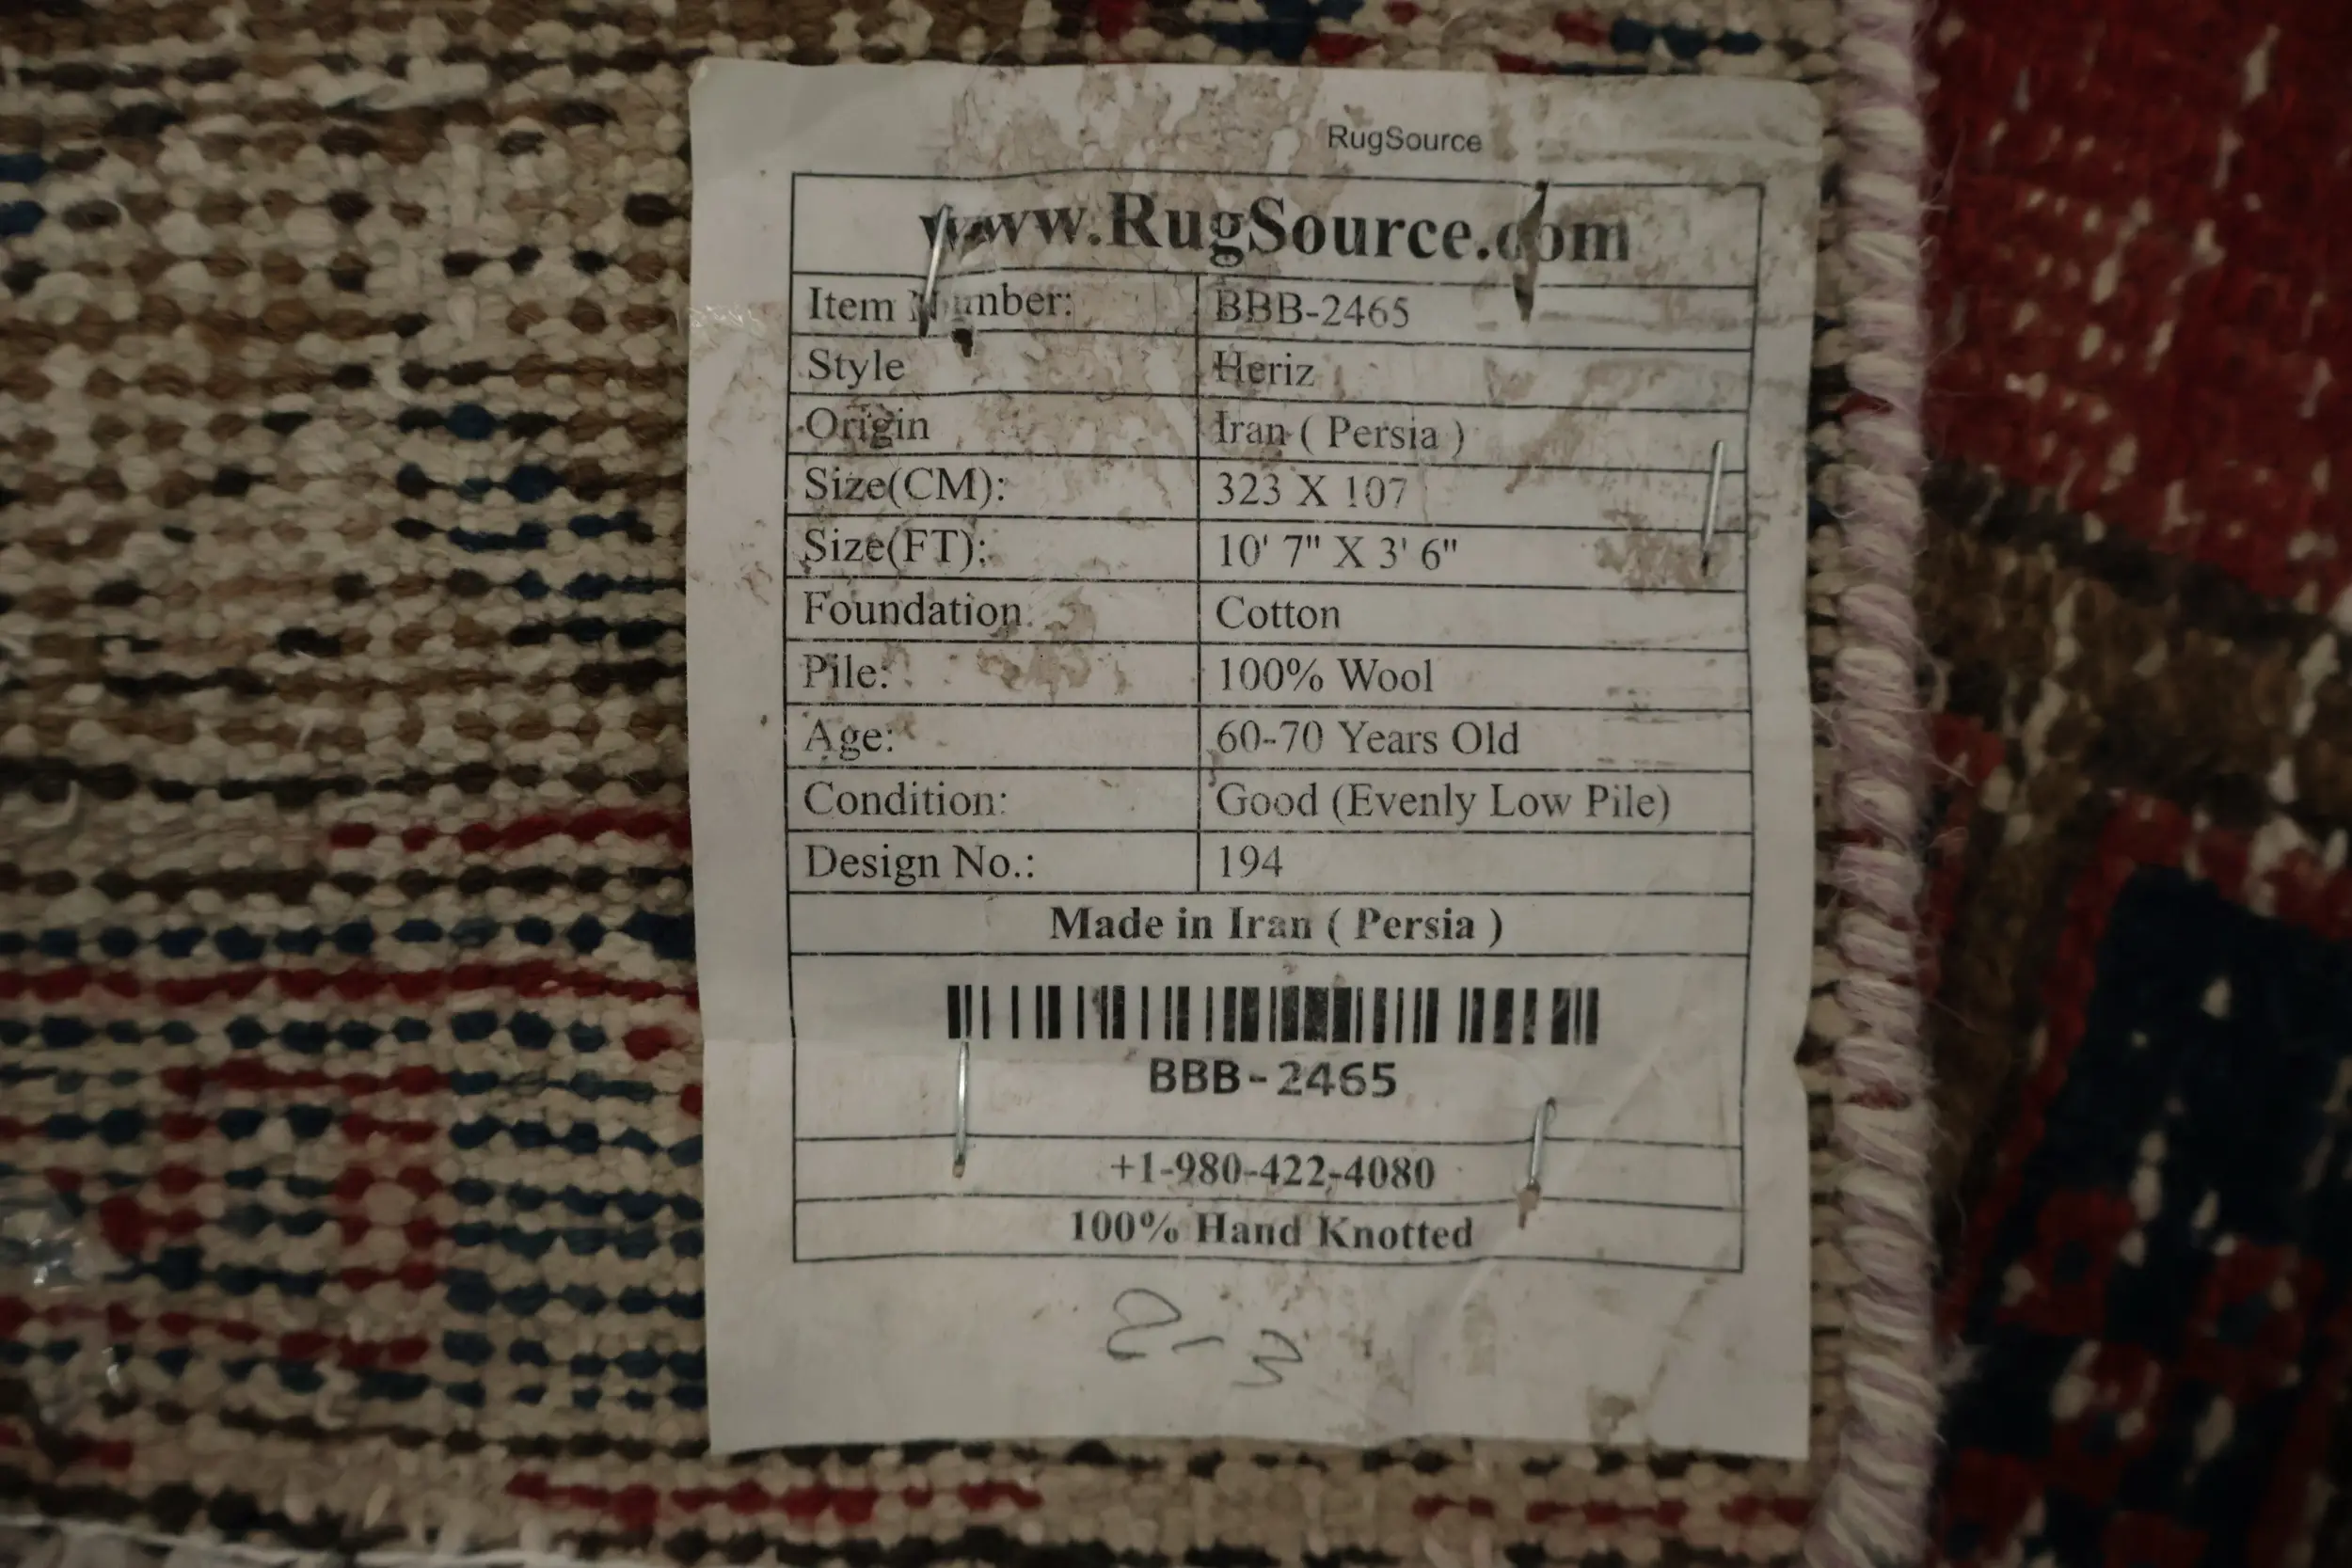 RugSource
www.RugSource.com
Item Number: BBB-2465
Style Heriz
Origin Iran ( Persia )
Size(CM): 323 X 107
Size(FT): 10' 7" X 3' 6"
Foundation Cotton
Pile: 100% Wool
Age: 60-70 Years Old
Condition: Good (Evenly Low Pile)
Design No.: 194
Made in Iran ( Persia )
BBB-2465
+1-980-422-4080
100% Hand Knotted